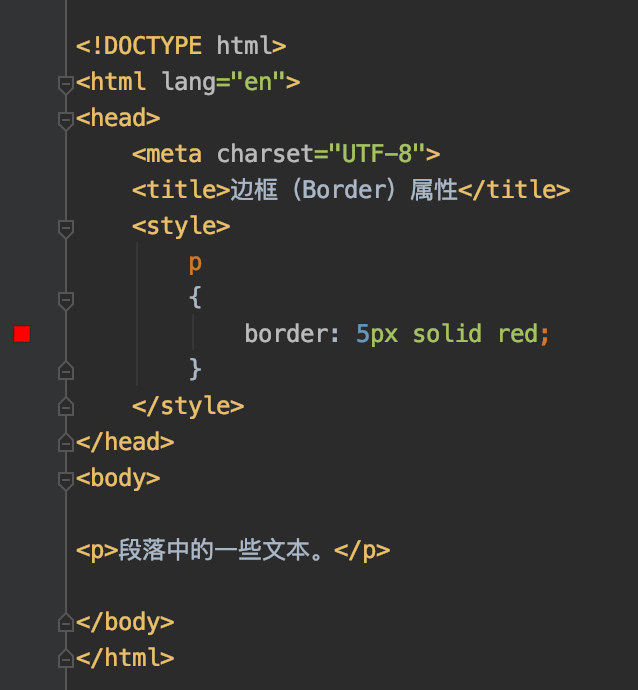 <!DOCTYPE html>
<html lang="en">
<head>
    <meta charset="UTF-8">
    <title>边框（Border）属性</title>
    <style>
        p
        {
            border: 5px solid red;
        }
    </style>
</head>
<body>

<p>段落中的一些文本。</p>

</body>
</html>